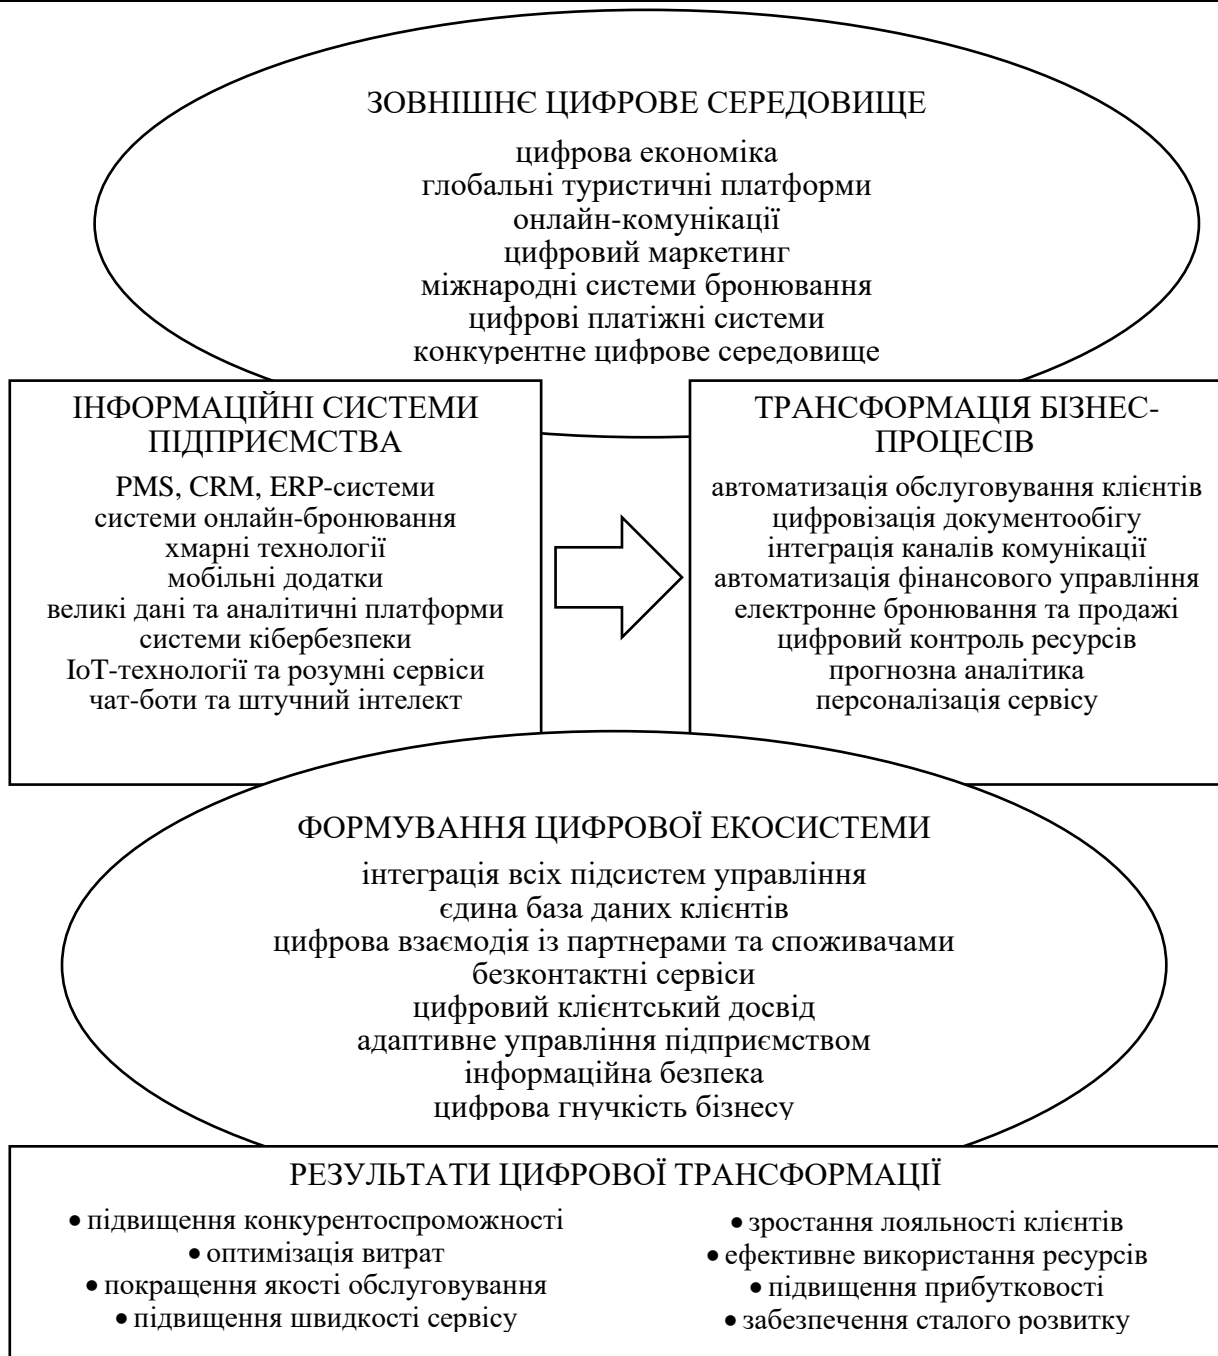 ЗОВНІШНЄ ЦИФРОВЕ СЕРЕДОВИЩЕ
цифрова економіка
глобальні туристичні платформи
онлайн-комунікації
цифровий маркетинг
міжнародні системи бронювання
цифрові платіжні системи
конкурентне цифрове середовище
ІНФОРМАЦІЙНІ СИСТЕМИ
ПІДПРИЄМСТВА
PMS, CRM, ERP-системи
системи онлайн-бронювання
хмарні технології
мобільні додатки
великі дані та аналітичні платформи
системи кібербезпеки
IoT-технології та розумні сервіси
чат-боти та штучний інтелект
ТРАНСФОРМАЦІЯ БІЗНЕС-
ПРОЦЕСІВ
автоматизація обслуговування клієнтів
цифровізація документообігу
інтеграція каналів комунікації
автоматизація фінансового управління
електронне бронювання та продажі
цифровий контроль ресурсів
прогнозна аналітика
персоналізація сервісу
ФОРМУВАННЯ ЦИФРОВОЇ ЕКОСИСТЕМИ
інтеграція всіх підсистем управління
єдина база даних клієнтів
цифрова взаємодія із партнерами та споживачами
безконтактні сервіси
цифровий клієнтський досвід
адаптивне управління підприємством
інформаційна безпека
цифрова гнучкість бізнесу
РЕЗУЛЬТАТИ ЦИФРОВОЇ ТРАНСФОРМАЦІЇ
• підвищення конкурентоспроможності
• оптимізація витрат
• покращення якості обслуговування
• підвищення швидкості сервісу
• зростання лояльності клієнтів
• ефективне використання ресурсів
• підвищення прибутковості
• забезпечення сталого розвитку